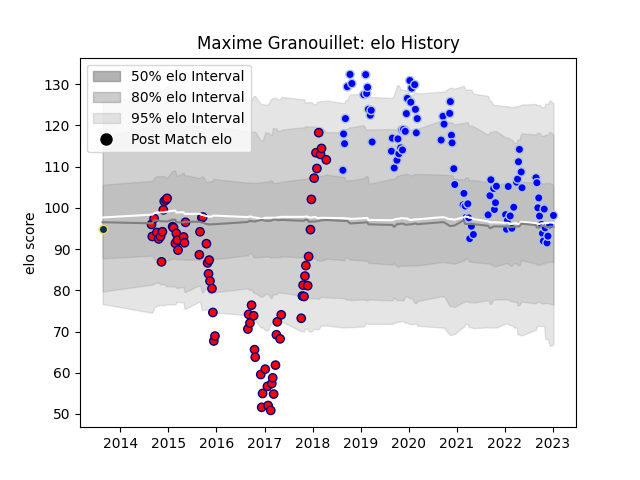 Maxime Granouillet: elo History
50% elo Interval
80% elo Interval
95% elo Interval
Post Match elo
elo score
130
120
110
100
90
80
70
60
50
2014 2015 2016 2017 2018 2019 2020 2021 2022 2023